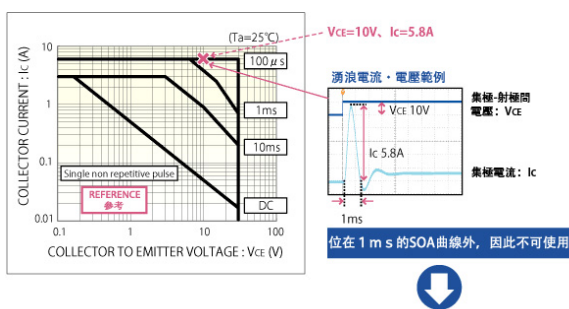 (Ta=25℃)
VCE=10V、Ic=5.8A
COLLECTOR CURRENT : Ic (A)
10
1
0.1
0.01
100μs
1ms
10ms
DC
Single non repetitive pulse
REFERENCE
參考
0.1
1
10
100
COLLECTOR TO EMITTER VOLTAGE : VCE (V)
湧浪電流・電壓範例
VCE 10V
Ic 5.8A
1ms
集極-射極間
電壓：VCE
集極電流：Ic
位在1ms的SOA曲線外，因此不可使用